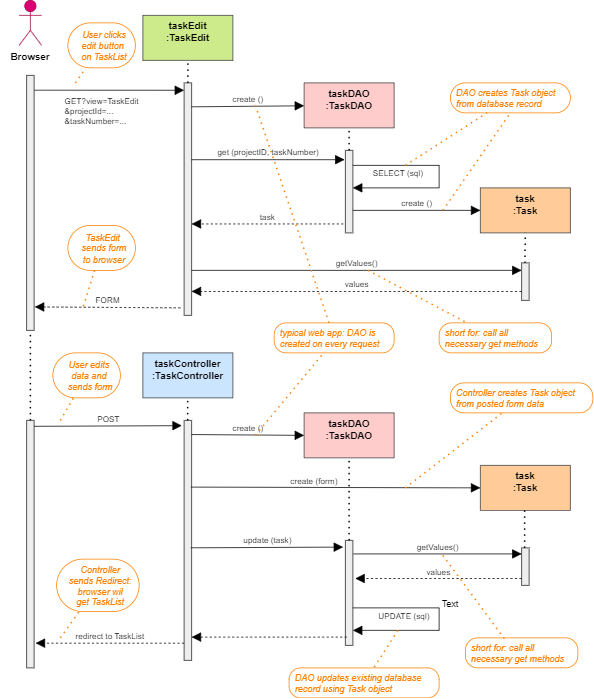 taskEdit
:TaskEdit
User clicks
edit button
on TaskList
Browser
taskDAO
:TaskDAO
DAO creates Task object
from database record
GET?view=TaskEdit
&projectId=...
&taskNumber=...
create ()
get (projectID, taskNumber)
SELECT (sql)
task
:Task
create ()
task
TaskEdit
sends form
to browser
getValues()
values
FORM
typical web app: DAO is
created on every request
short for: call all
necessary get methods
User edits
data and
sends form
taskController
:TaskController
Controller creates Task object
from posted form data
POST
taskDAO
:TaskDAO
create ()
task
:Task
create (form)
update (task)
getValues()
Controller
sends Redirect:
browser wil
get TaskList
values
Text
UPDATE (sql)
redirect to TaskList
short for: call all
necessary get methods
DAO updates existing database
record using Task object